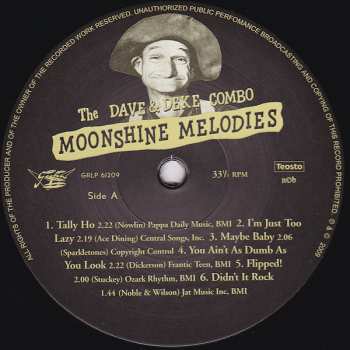 ALL RIGHTS OF THE PRODUCER AND OF THE OWNER OF THE RECORDED WORK RESERVED. UNAUTHORIZED PUBLIC PERFOMANCE BROADCASTING AND COPYING OF THIS RECORD PROHIBITED
The DAVE & DEKE COMBO
MOONSHINE MELODIES
GRLP 61209
33⅓ RPM
Teosto
nOb
Side A
1. Tally Ho 2.22 (Nowlin) Pappa Daily Music, BMI 2. I'm Just Too
Lazy 2.19 (Ace Dining) Central Songs, Inc. 3. Maybe Baby 2.06
(Sparkletones) Copyright Control 4. You Ain't As Dumb As
You Look 2.22 (Dickerson) Frantic Teen, BMI 5. Flipped!
2.00 (Stuckey) Ozark Rhythm, BMI 6. Didn't It Rock
1.44 (Noble & Wilson) Jat Music Inc, BMI